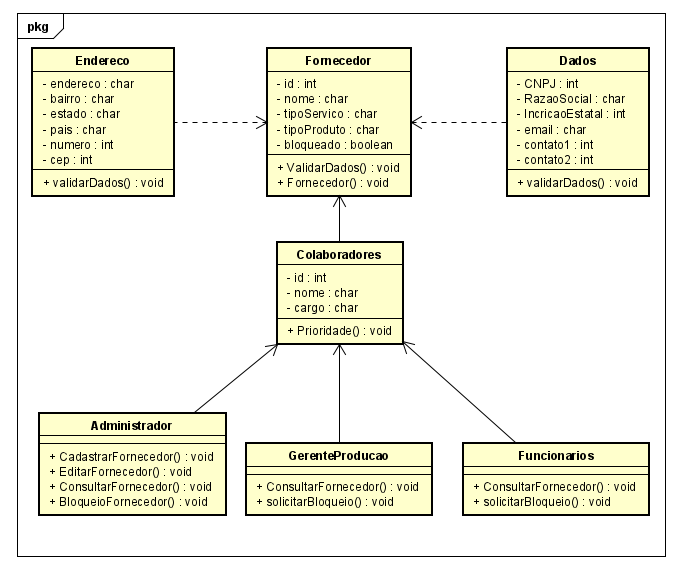 pkg
Endereco
- endereco : char
- bairro : char
- estado : char
- pais : char
- numero : int
- cep : int
+ validarDados() : void
Fornecedor
- id : int
- nome : char
- tipoServico : char
- tipoProduto : char
- bloqueado : boolean
+ ValidarDados() : void
+ Fornecedor() : void
Dados
- CNPJ : int
- RazaoSocial : char
- IncricaoEstatal : int
- email : char
- contato1 : int
- contato2 : int
+ validarDados() : void
Colaboradores
- id : int
- nome : char
- cargo : char
+ Prioridade() : void
Administrador
+ CadastrarFornecedor() : void
+ EditarFornecedor() : void
+ ConsultarFornecedor() : void
+ BloqueioFornecedor() : void
GerenteProducao
+ ConsultarFornecedor() : void
+ solicitarBloqueio() : void
Funcionarios
+ ConsultarFornecedor() : void
+ solicitarBloqueio() : void